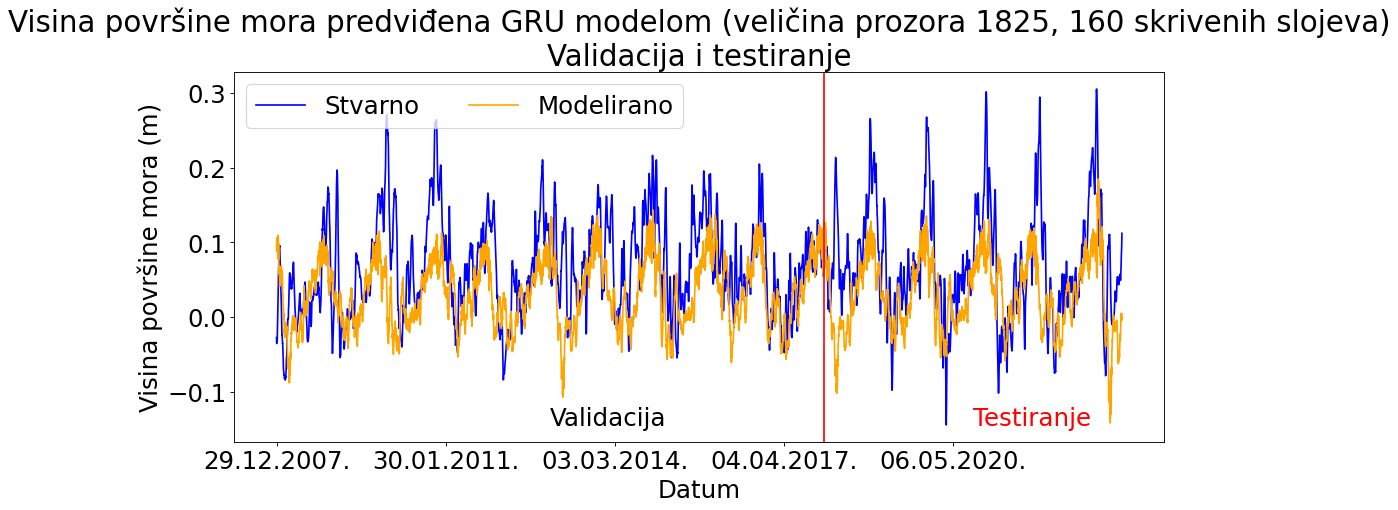 Visina površine mora predviđena GRU modelom (veličina prozora 1825, 160 skrivenih slojeva)
Validacija i testiranje
Stvarno
Modelirano
Visina površine mora (m)
0.3
0.2
0.1
0.0
−0.1
Validacija
Testiranje
29.12.2007.
30.01.2011.
03.03.2014.
04.04.2017.
06.05.2020.
Datum